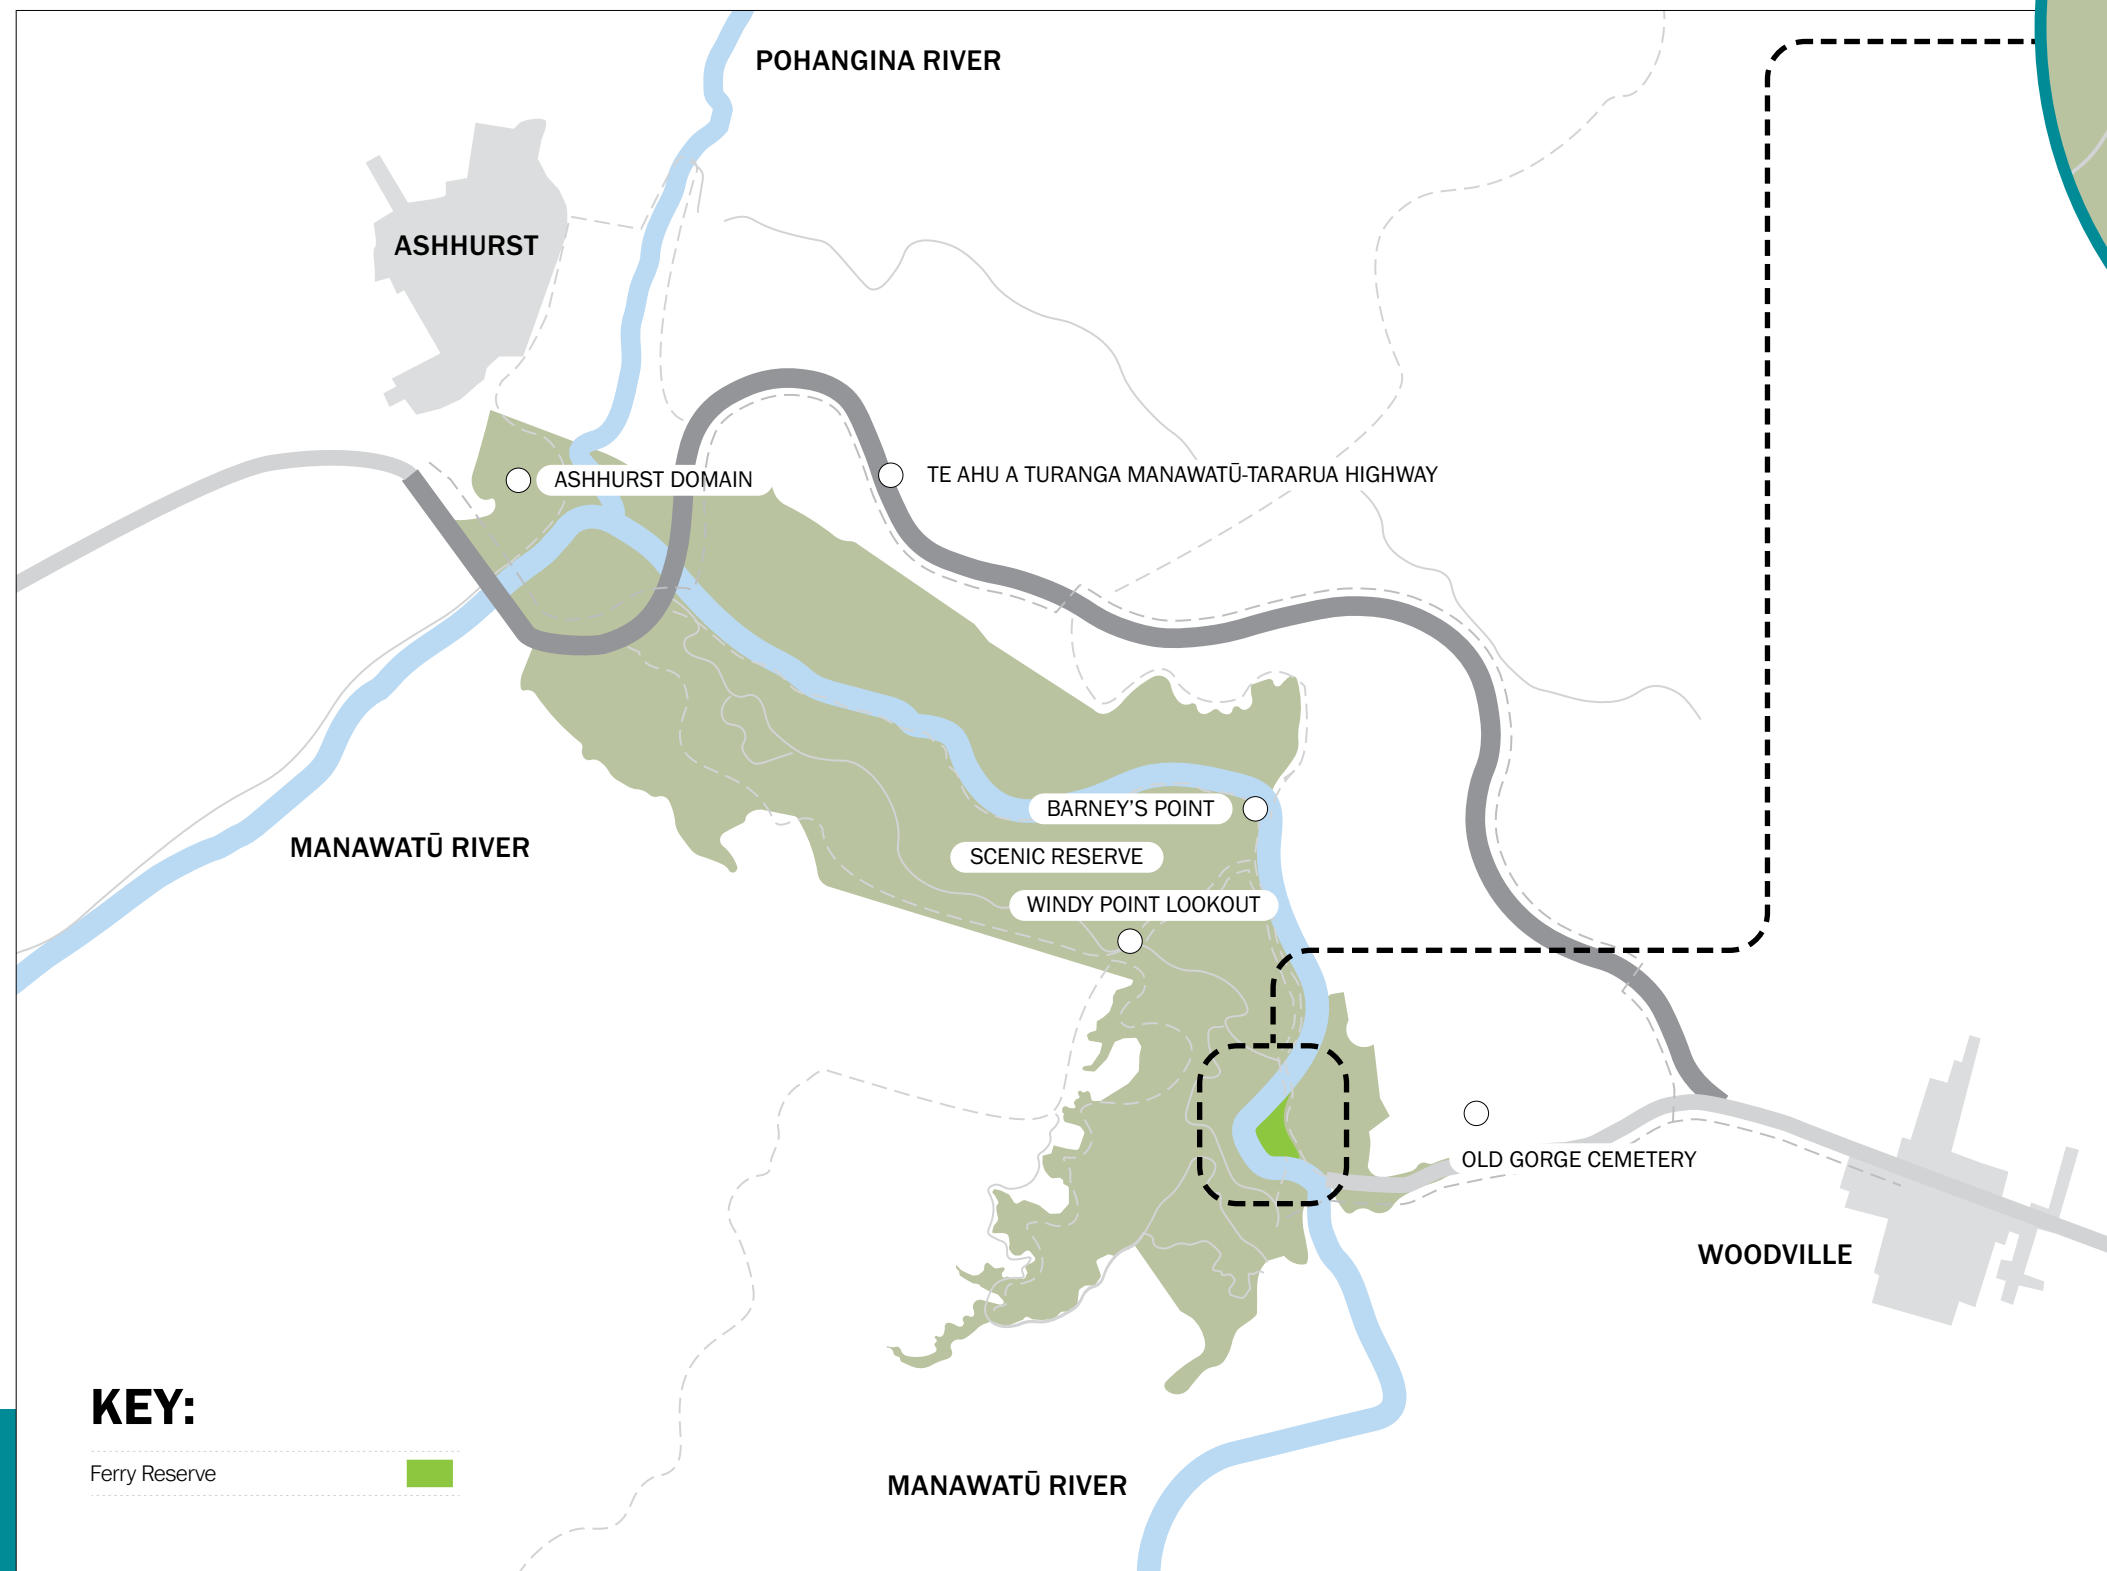 POHANGINA RIVER
ASHHURST
ASHHURST DOMAIN
TE AHU A TURANGA MANAWATŪ-TARARUA HIGHWAY
BARNEY'S POINT
MANAWATŪ RIVER
SCENIC RESERVE
WINDY POINT LOOKOUT
OLD GORGE CEMETERY
WOODVILLE
KEY:
Ferry Reserve
MANAWATŪ RIVER